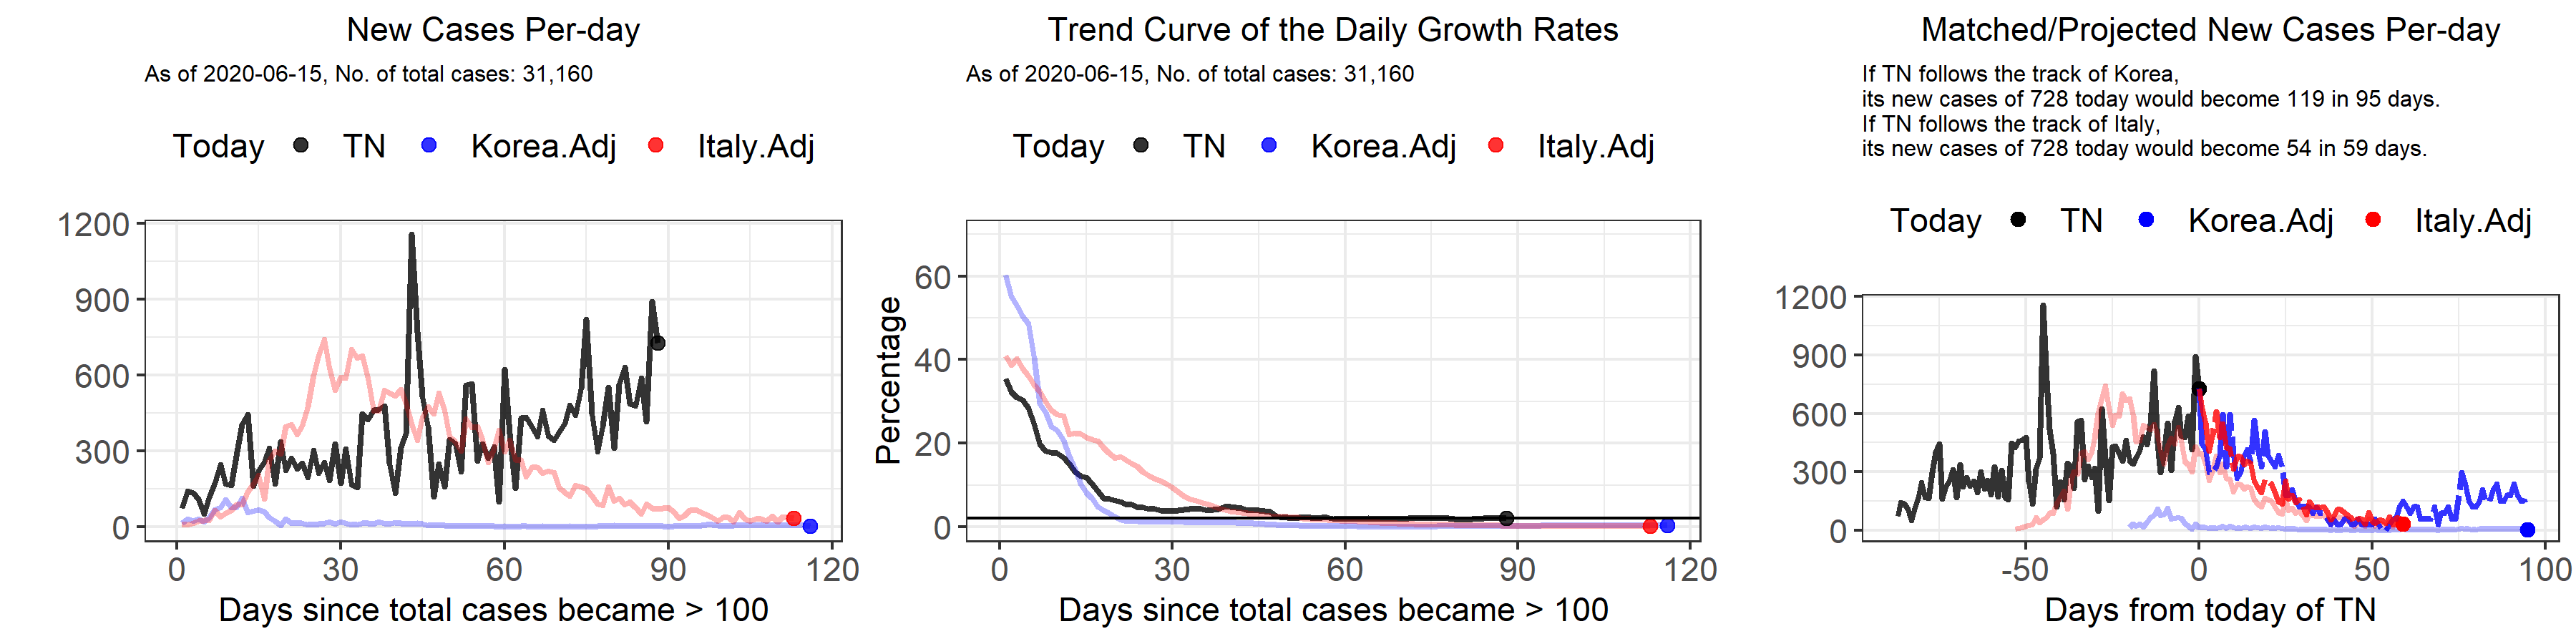 New Cases Per-day
As of 2020-06-15, No. of total cases: 31,160
Today TN Korea.Adj Italy.Adj
1200
900
600
300
0
0 30 60 90 120
Days since total cases became > 100
Trend Curve of the Daily Growth Rates
As of 2020-06-15, No. of total cases: 31,160
Today TN Korea.Adj Italy.Adj
Percentage
60
40
20
0
0 30 60 90 120
Days since total cases became > 100
Matched/Projected New Cases Per-day
If TN follows the track of Korea,
its new cases of 728 today would become 119 in 95 days.
If TN follows the track of Italy,
its new cases of 728 today would become 54 in 59 days.
Today TN Korea.Adj Italy.Adj
1200
900
600
300
0
-50 0 50 100
Days from today of TN